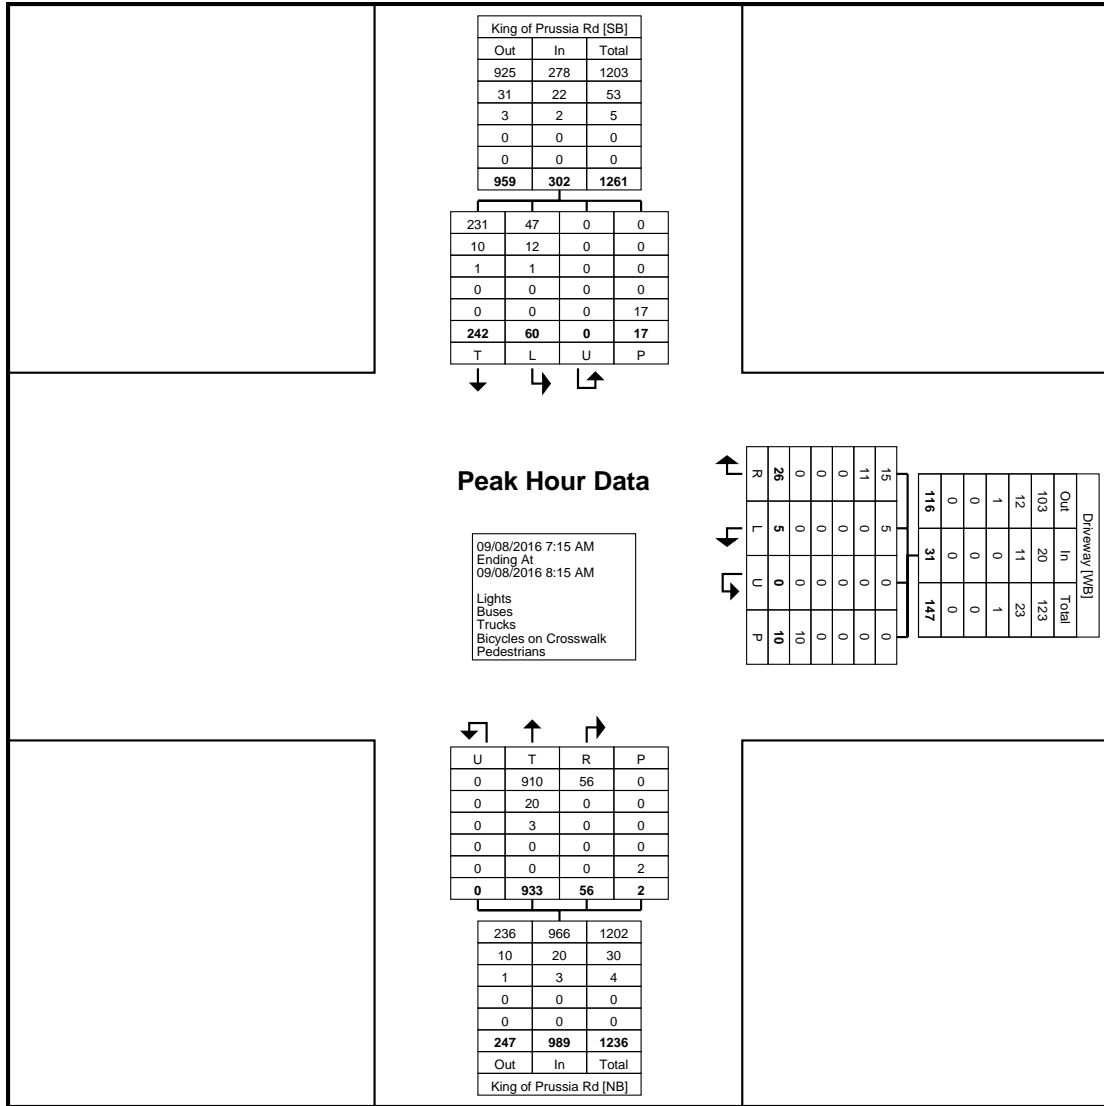 King of Prussia Rd [SB]
Out In Total
925 278 1203
31 22 53
3 2 5
0 0 0
0 0 0
959 302 1261
231 47 0 0
10 12 0 0
1 1 0 0
0 0 0 0
0 0 0 17
242 60 0 17
T L U P
Peak Hour Data
09/08/2016 7:15 AM
Ending At
09/08/2016 8:15 AM
Lights
Buses
Trucks
Bicycles on Crosswalk
Pedestrians
Driveway [WB]
Out In Total
103 20 123
12 11 23
1 0 1
0 0 0
0 0 0
116 31 147
15 5 0 0
11 0 0 0
0 0 0 0
0 0 0 0
0 0 0 10
26 5 0 10
R L U P
U T R P
0 910 56 0
0 20 0 0
0 3 0 0
0 0 0 0
0 0 0 2
0 933 56 2
236 966 1202
10 20 30
1 3 4
0 0 0
0 0 0
247 989 1236
Out In Total
King of Prussia Rd [NB]